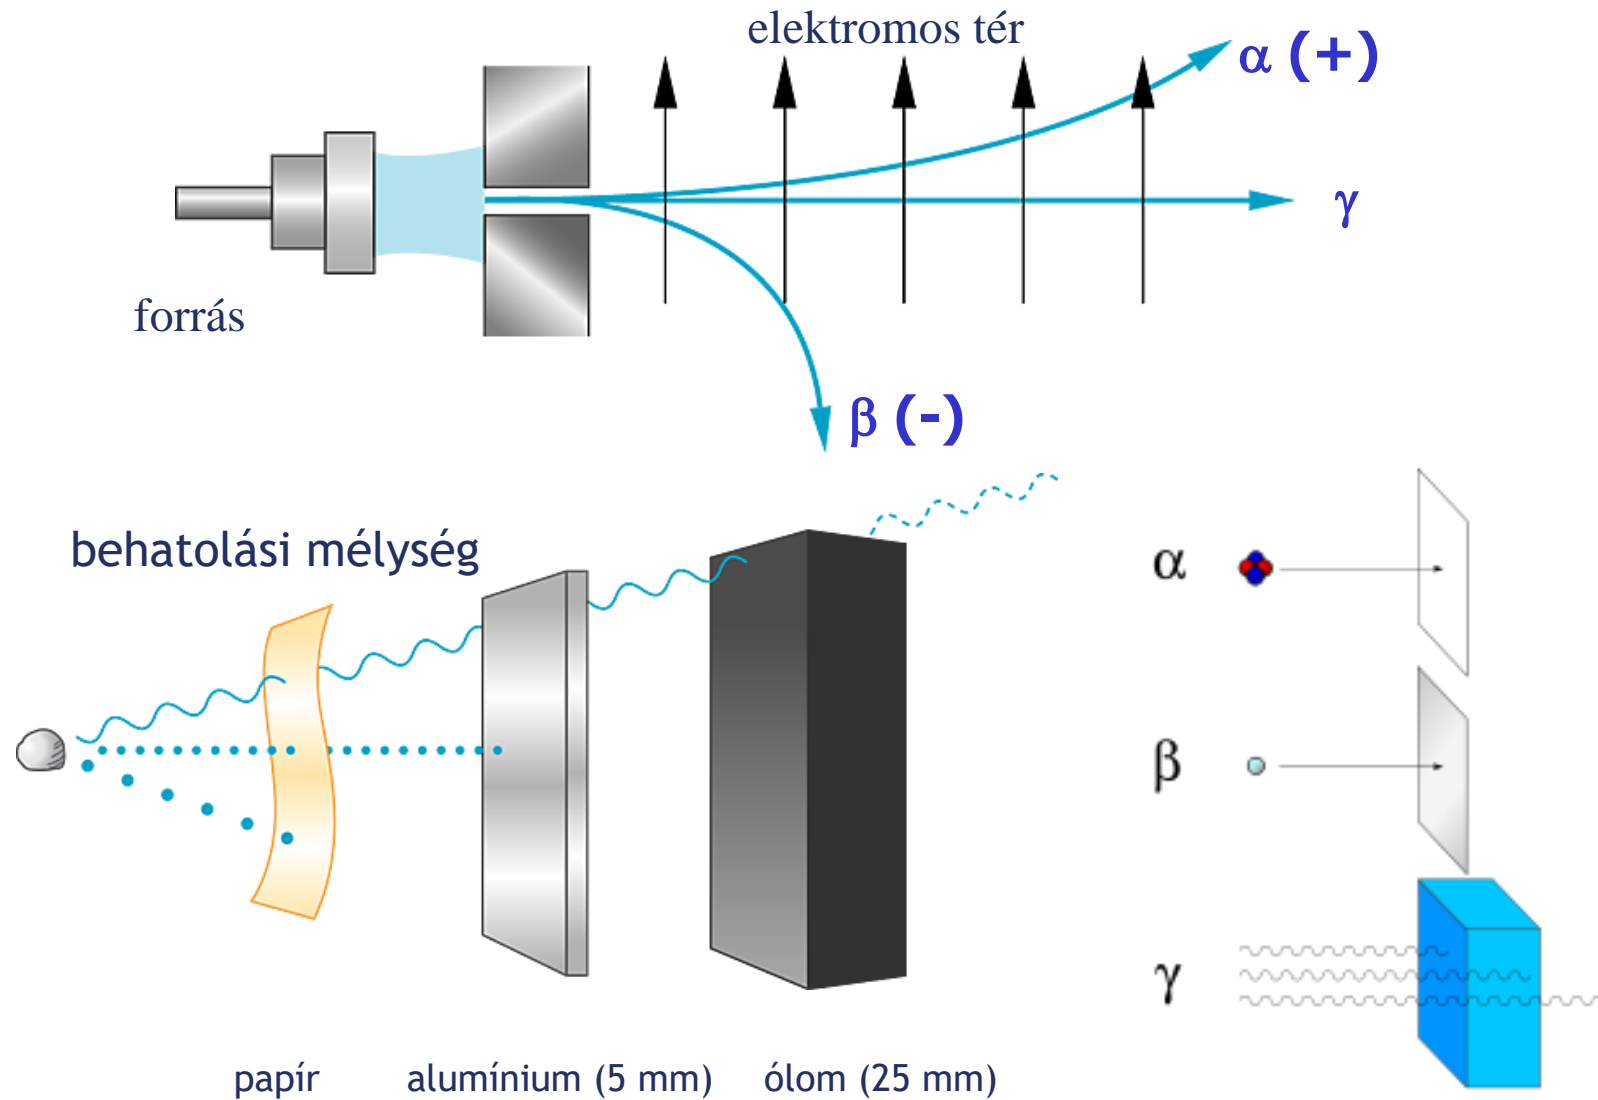 elektromos tér
α (+)
γ
forrás
β (-)
behatolási mélység
α
β
γ
papír alumínium (5 mm) ólom (25 mm)